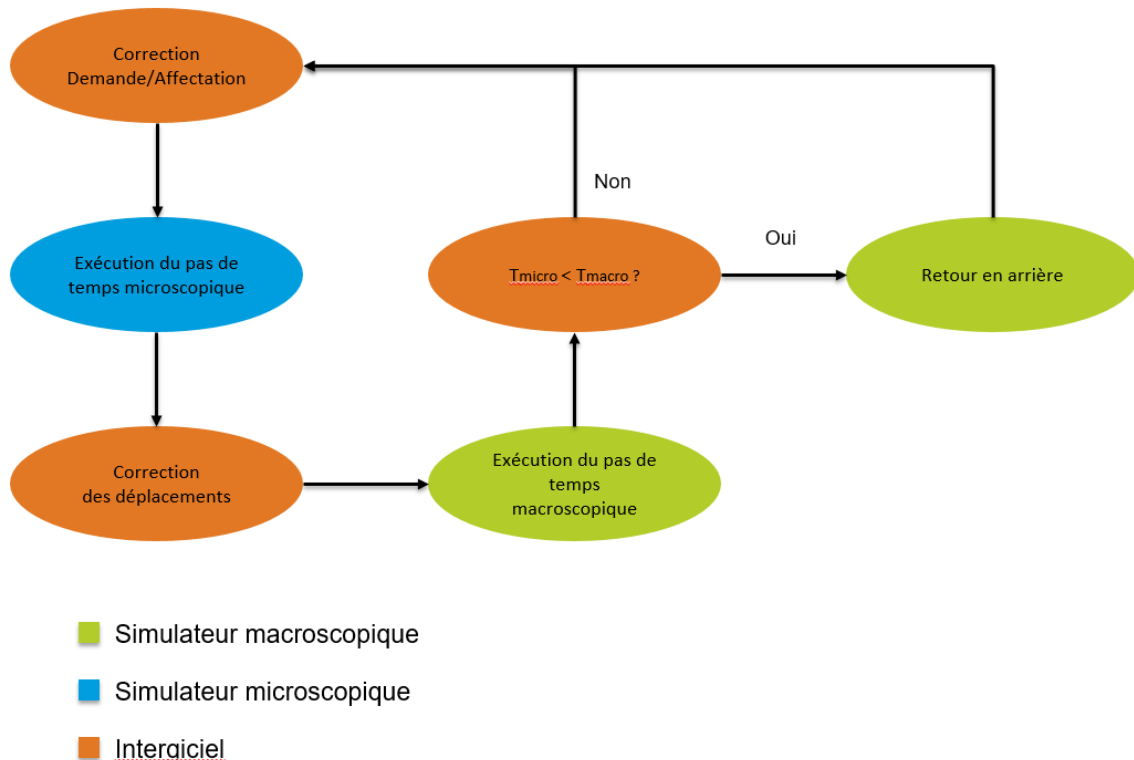 Correction
Demande/Affectation
Non
Oui
Exécution du pas de
temps microscopique
Tmicro < Tmacro ?
Retour en arrière
Correction
des déplacements
Exécution du pas de
temps
macroscopique
Simulateur macroscopique
Simulateur microscopique
Intergiciel